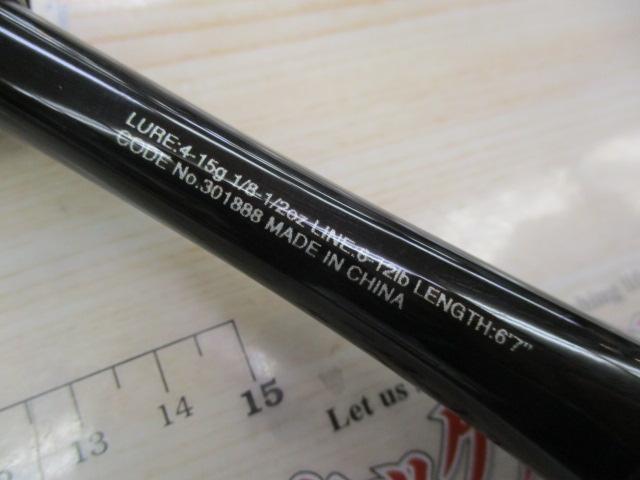 LURE:4-15g 1/8-1/2oz LINE:6-12lb LENGTH:6'7"
CODE No.301888 MADE IN CHINA
13 14 15
Let us